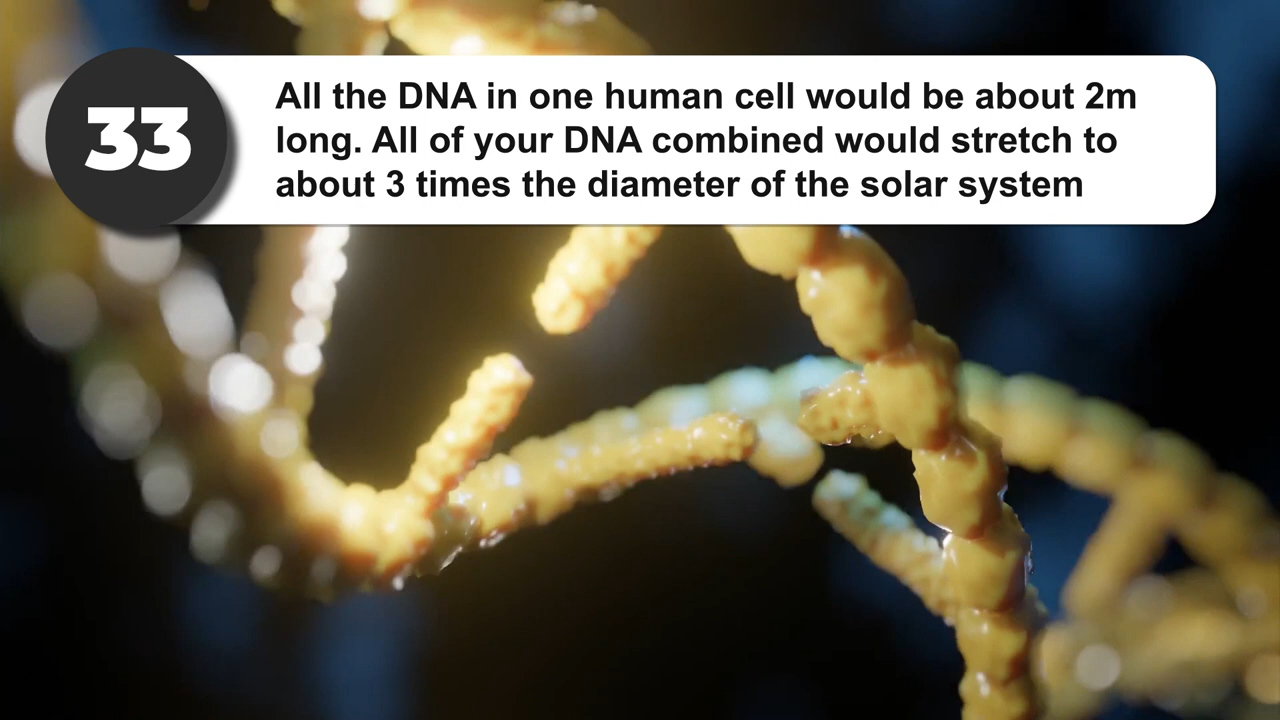 33
All the DNA in one human cell would be about 2m
long. All of your DNA combined would stretch to
about 3 times the diameter of the solar system